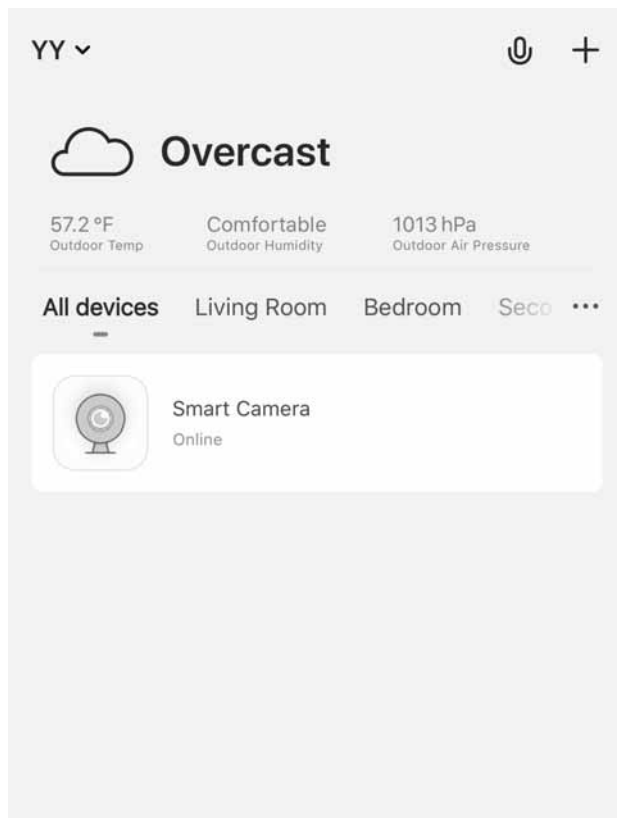 YY
Overcast
57.2 °F Comfortable 1013 hPa
Outdoor Temp Outdoor Humidity Outdoor Air Pressure
All devices Living Room Bedroom Seco ···
Smart Camera
Online